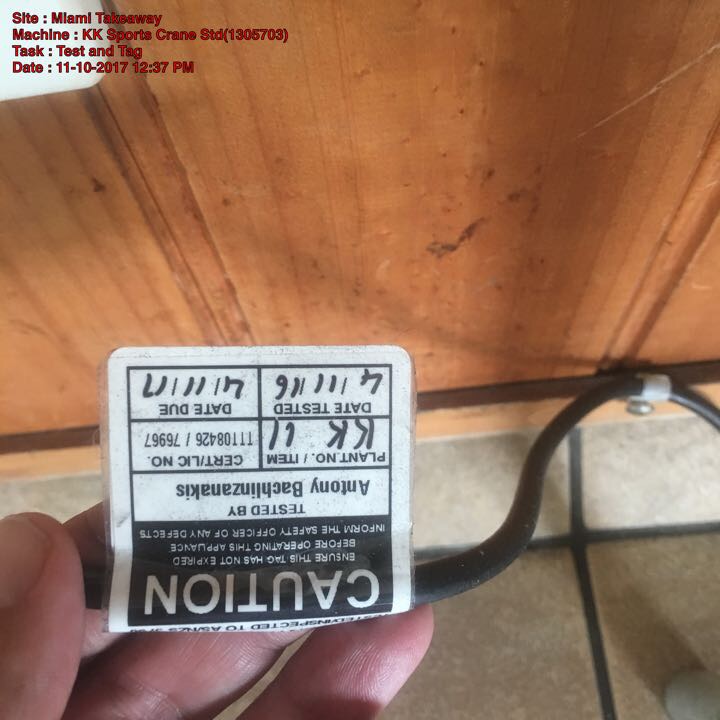 Site : Miami Takeaway
Machine : KK Sports Crane Std(1305703)
Task : Test and Tag
Date : 11-10-2017 12:37 PM
CAUTION
ENSURE THIS TAG HAS NOT EXPIRED
BEFORE OPERATING THIS APPLIANCE
INFORM THE SAFETY OFFICER OF ANY DEFECTS
TESTED BY
Antony Bachlinzanakis
PLANT.NO. / ITEM CERT/LIC NO.
KK 11 TTT08426 / 76967
DATE TESTED DATE DUE
4/11/16 4/11/17